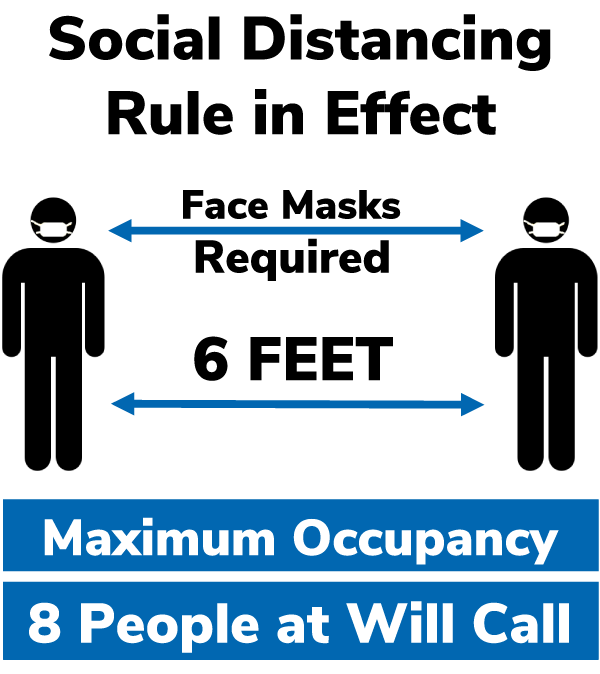 Social Distancing
Rule in Effect
Face Masks
Required
6 FEET
Maximum Occupancy
8 People at Will Call